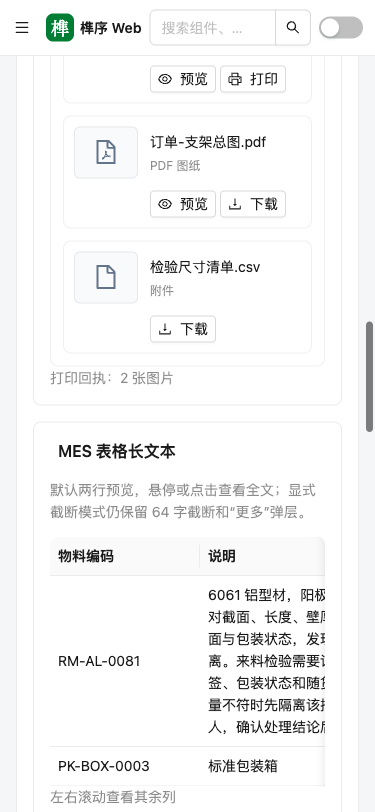 榫 榫序 Web 搜索组件、...
预览 打印
订单-支架总图.pdf
PDF 图纸
预览 下载
检验尺寸清单.csv
附件
下载
打印回执：2 张图片
MES 表格长文本
默认两行预览，悬停或点击查看全文；显式
截断模式仍保留 64 字截断和“更多”弹层。
物料编码 说明
6061 铝型材，阳极
对截面、长度、壁厚
面与包装状态，发现
离。来料检验需要
RM-AL-0081
签、包装状态和随
量不符时先隔离该
人，确认处理结论
PK-BOX-0003 标准包装箱
左右滚动查看其余列